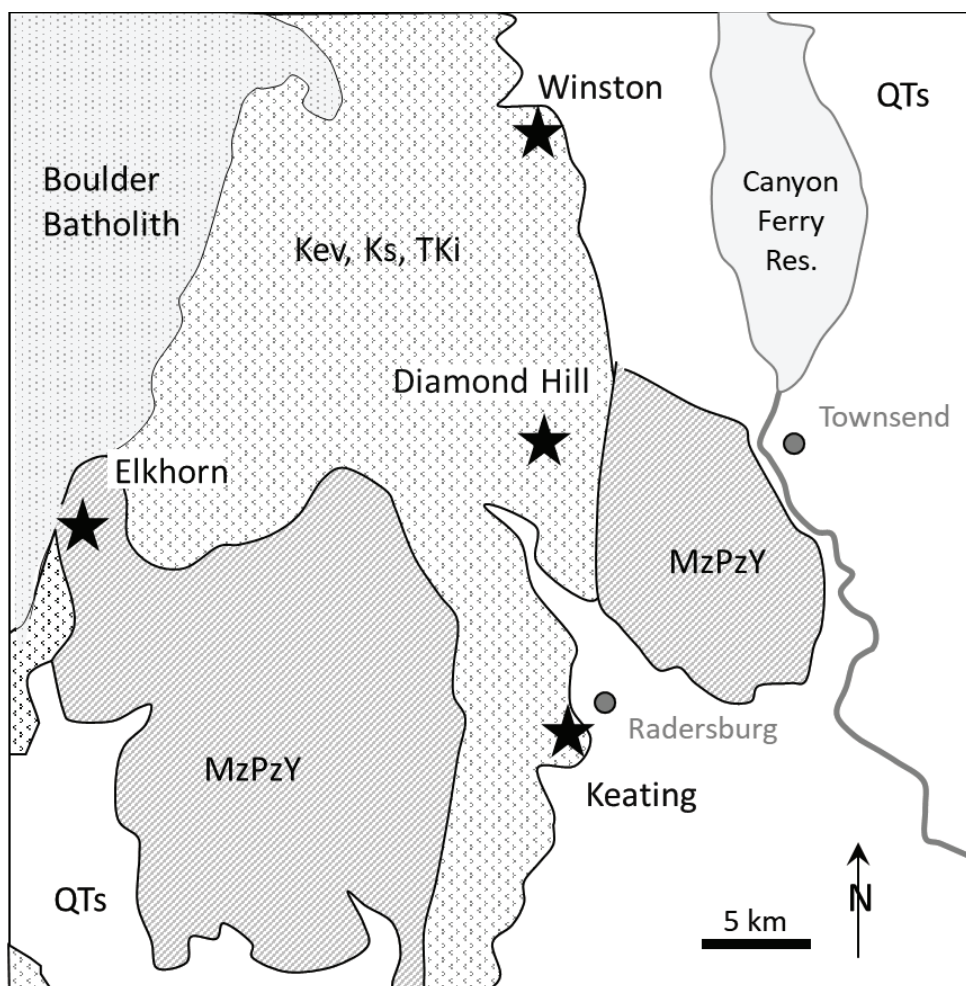 Winston
QTs
Boulder
Batholith
Canyon
Ferry
Res.
Kev, Ks, TKi
Diamond Hill
Townsend
Elkhorn
MzPzY
Radersburg
MzPzY
Keating
QTs
5 km
N